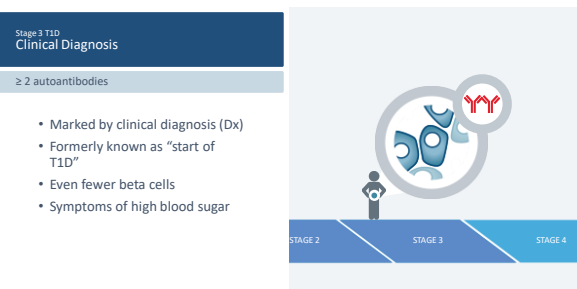 Stage 3 T1D
Clinical Diagnosis
≥ 2 autoantibodies
• Marked by clinical diagnosis (Dx)
• Formerly known as “start of
T1D”
• Even fewer beta cells
• Symptoms of high blood sugar
STAGE 2
STAGE 3
STAGE 4